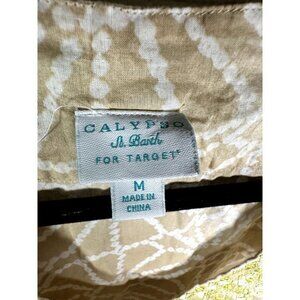 CALYPSO
St. Barth
FOR TARGET®
M
MADE IN
CHINA